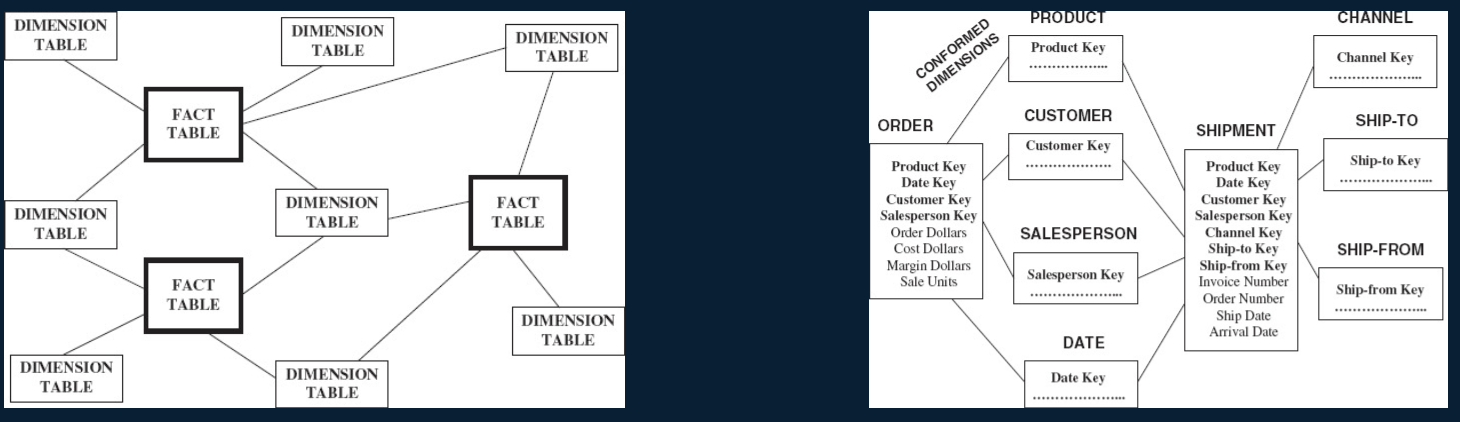 DIMENSION
TABLE
DIMENSION
TABLE
DIMENSION
TABLE
FACT
TABLE
DIMENSION
TABLE
DIMENSION
TABLE
FACT
TABLE
FACT
TABLE
DIMENSION
TABLE
DIMENSION
TABLE
DIMENSION
TABLE
CONFORMED
DIMENSIONS
PRODUCT
Product Key
....................
CHANNEL
Channel Key
.......................
ORDER
Product Key
Date Key
Customer Key
Salesperson Key
Order Dollars
Cost Dollars
Margin Dollars
Sale Units
CUSTOMER
Customer Key
.....................
SALESPERSON
Salesperson Key
.......................
DATE
Date Key
.......................
SHIPMENT
Product Key
Date Key
Customer Key
Salesperson Key
Channel Key
Ship-to Key
Ship-from Key
Invoice Number
Order Number
Ship Date
Arrival Date
SHIP-TO
Ship-to Key
.......................
SHIP-FROM
Ship-from Key
.......................